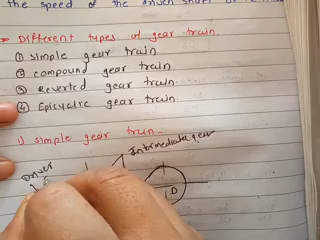 the speed of the driven shaft
Different types of gear train.
① simple gear train
② compound gear train
③ Reverted gear train.
④ Epicyclic gear train.
1) simple gear train.
Intermediate gear
Driver
D